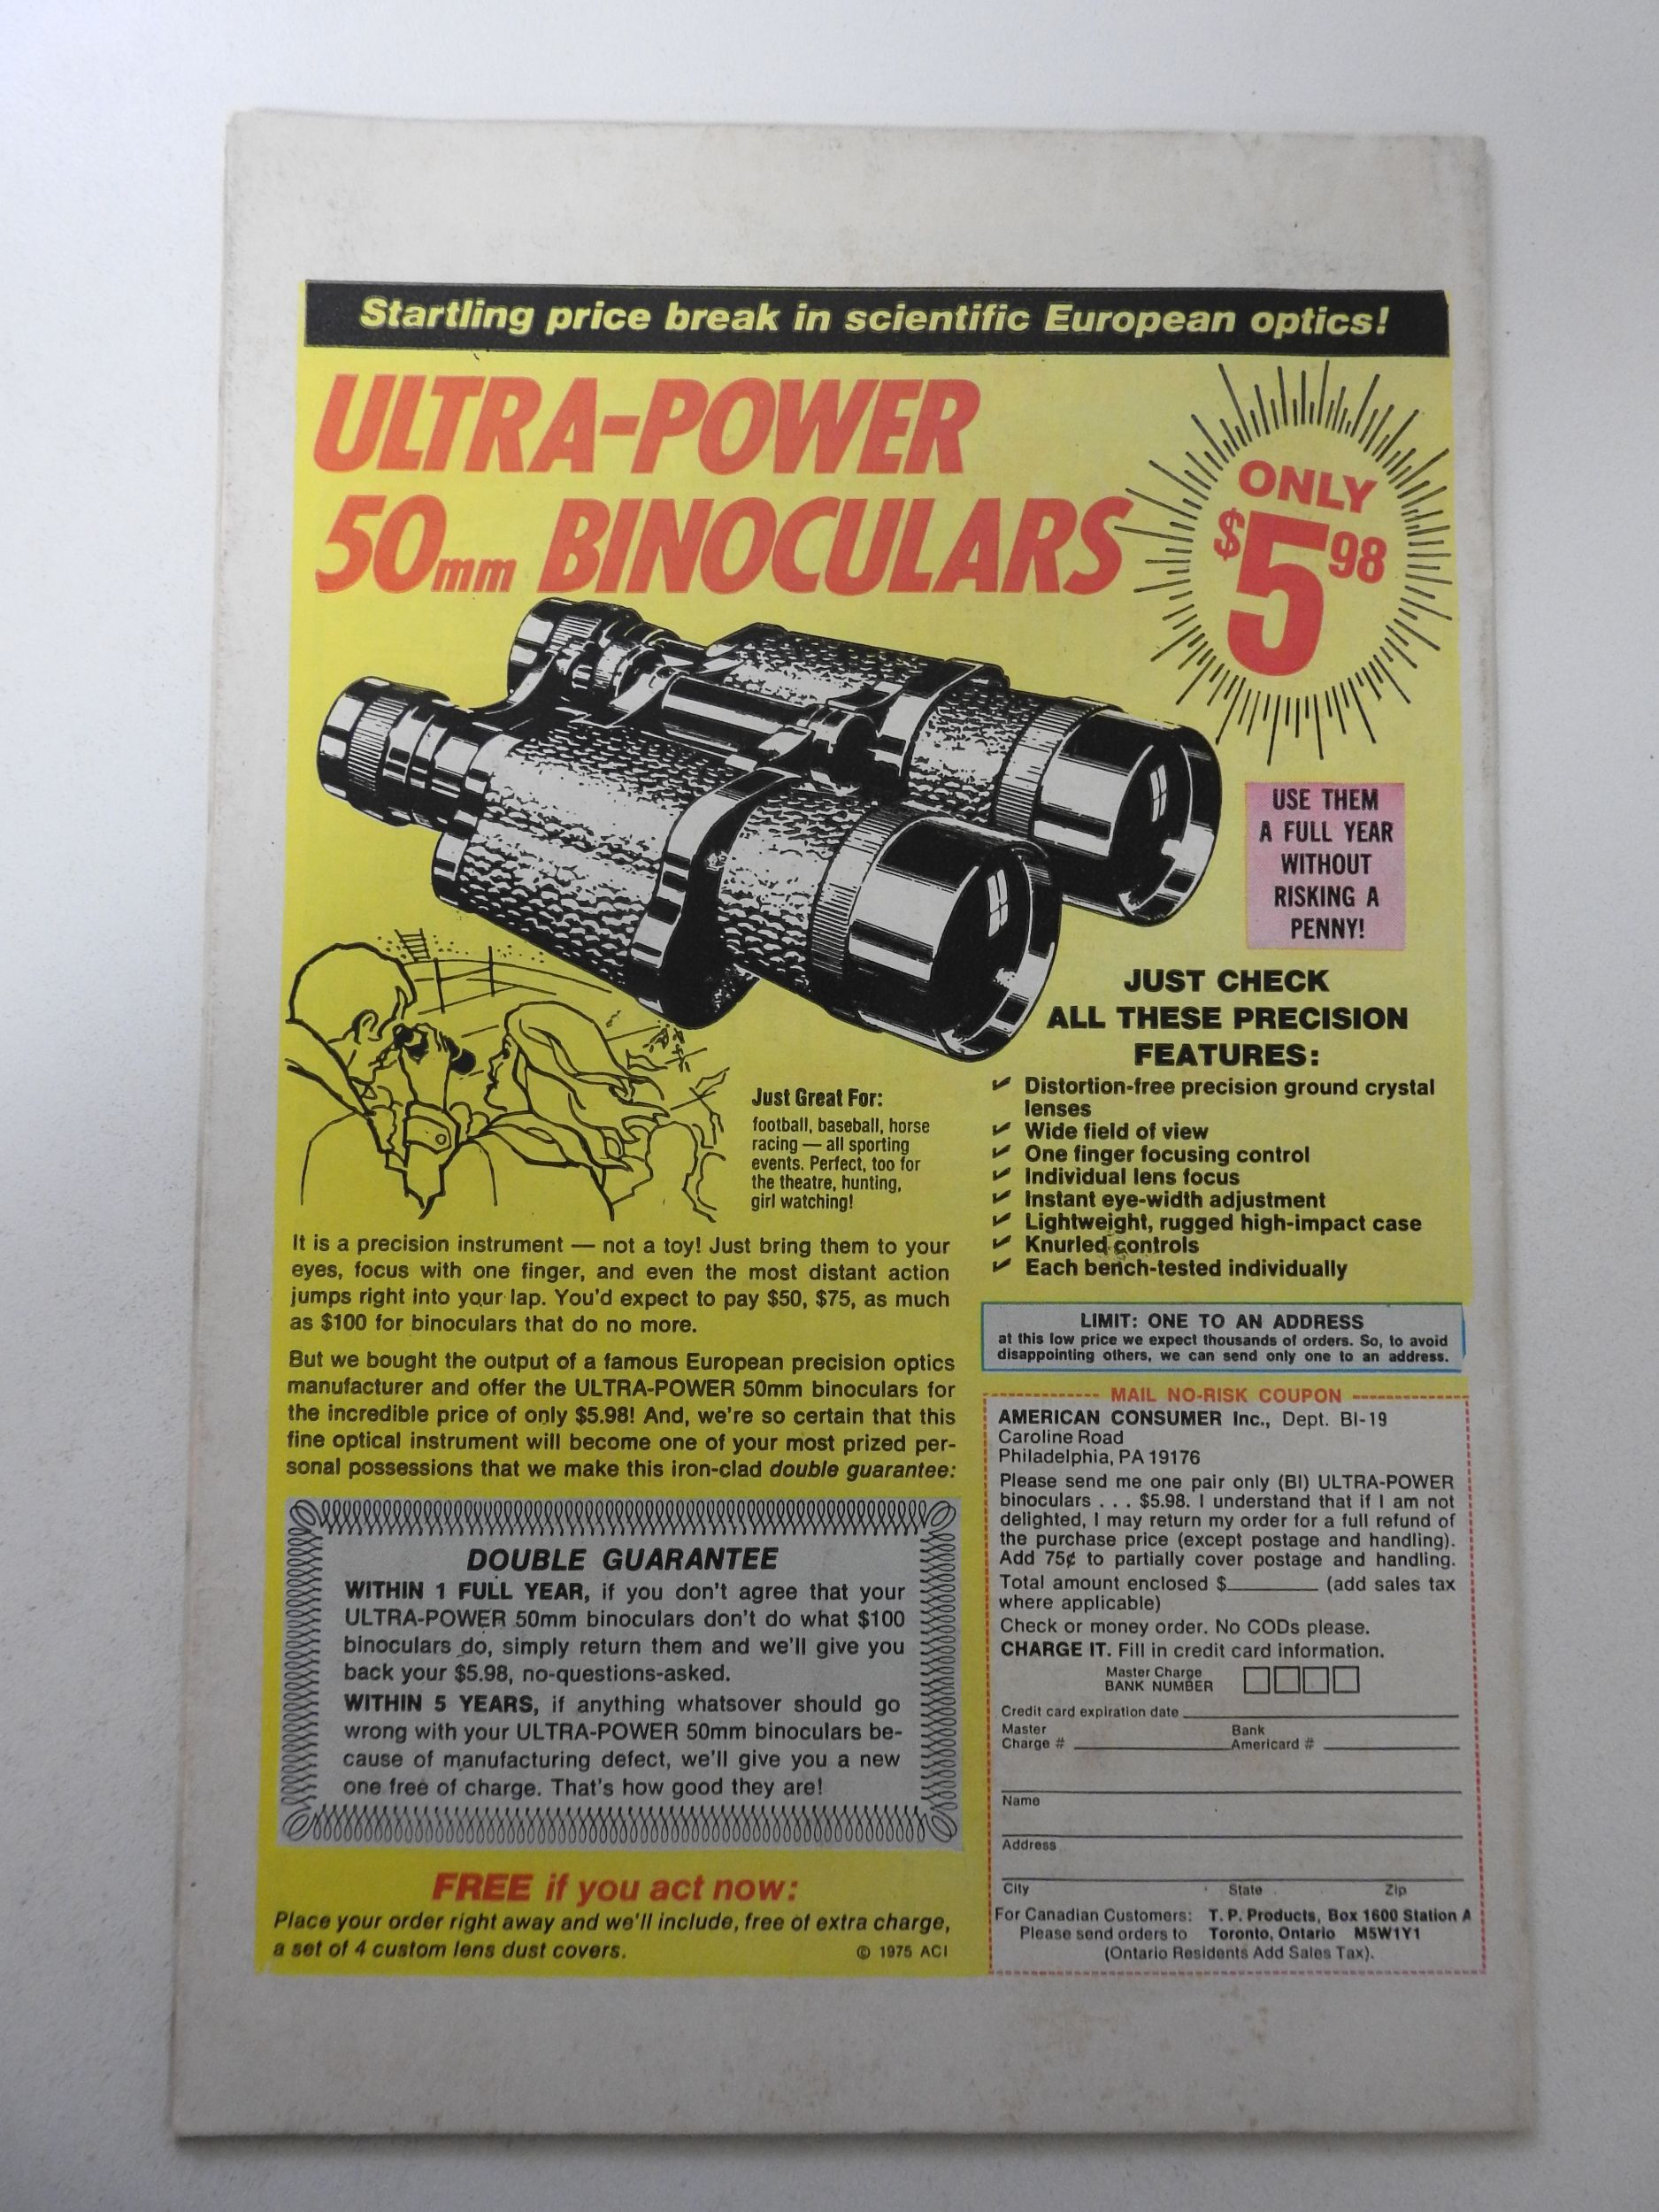 Startling price break in scientific European optics!
ULTRA-POWER
50mm BINOCULARS
ONLY
$5.98
USE THEM
A FULL YEAR
WITHOUT
RISKING A
PENNY!
JUST CHECK
ALL THESE PRECISION
FEATURES:
✔ Distortion-free precision ground crystal
lenses
✔ Wide field of view
✔ One finger focusing control
✔ Individual lens focus
✔ Instant eye-width adjustment
✔ Lightweight, rugged high-impact case
✔ Knurled controls
✔ Each bench-tested individually
Just Great For:
football, baseball, horse
racing — all sporting
events. Perfect, too for
the theatre, hunting,
girl watching!
It is a precision instrument — not a toy! Just bring them to your
eyes, focus with one finger, and even the most distant action
jumps right into your lap. You'd expect to pay $50, $75, as much
as $100 for binoculars that do no more.
But we bought the output of a famous European precision optics
manufacturer and offer the ULTRA-POWER 50mm binoculars for
the incredible price of only $5.98! And, we're so certain that this
fine optical instrument will become one of your most prized per-
sonal possessions that we make this iron-clad double guarantee:
DOUBLE GUARANTEE
WITHIN 1 FULL YEAR, if you don't agree that your
ULTRA-POWER 50mm binoculars don't do what $100
binoculars do, simply return them and we'll give you
back your $5.98, no-questions-asked.
WITHIN 5 YEARS, if anything whatsover should go
wrong with your ULTRA-POWER 50mm binoculars be-
cause of manufacturing defect, we'll give you a new
one free of charge. That's how good they are!
FREE if you act now:
Place your order right away and we'll include, free of extra charge,
a set of 4 custom lens dust covers.
© 1975 ACI
LIMIT: ONE TO AN ADDRESS
at this low price we expect thousands of orders. So, to avoid
disappointing others, we can send only one to an address.
MAIL NO-RISK COUPON
AMERICAN CONSUMER Inc., Dept. BI-19
Caroline Road
Philadelphia, PA 19176
Please send me one pair only (BI) ULTRA-POWER
binoculars . . . $5.98. I understand that if I am not
delighted, I may return my order for a full refund of
the purchase price (except postage and handling).
Add 75¢ to partially cover postage and handling.
Total amount enclosed $________ (add sales tax
where applicable)
Check or money order. No CODs please.
CHARGE IT. Fill in credit card information.
Master Charge
BANK NUMBER
Credit card expiration date
Master Bank
Charge # Americard #
Name
Address
City State Zip
For Canadian Customers: T. P. Products, Box 1600 Station A
Please send orders to Toronto, Ontario M5W1Y1
(Ontario Residents Add Sales Tax).